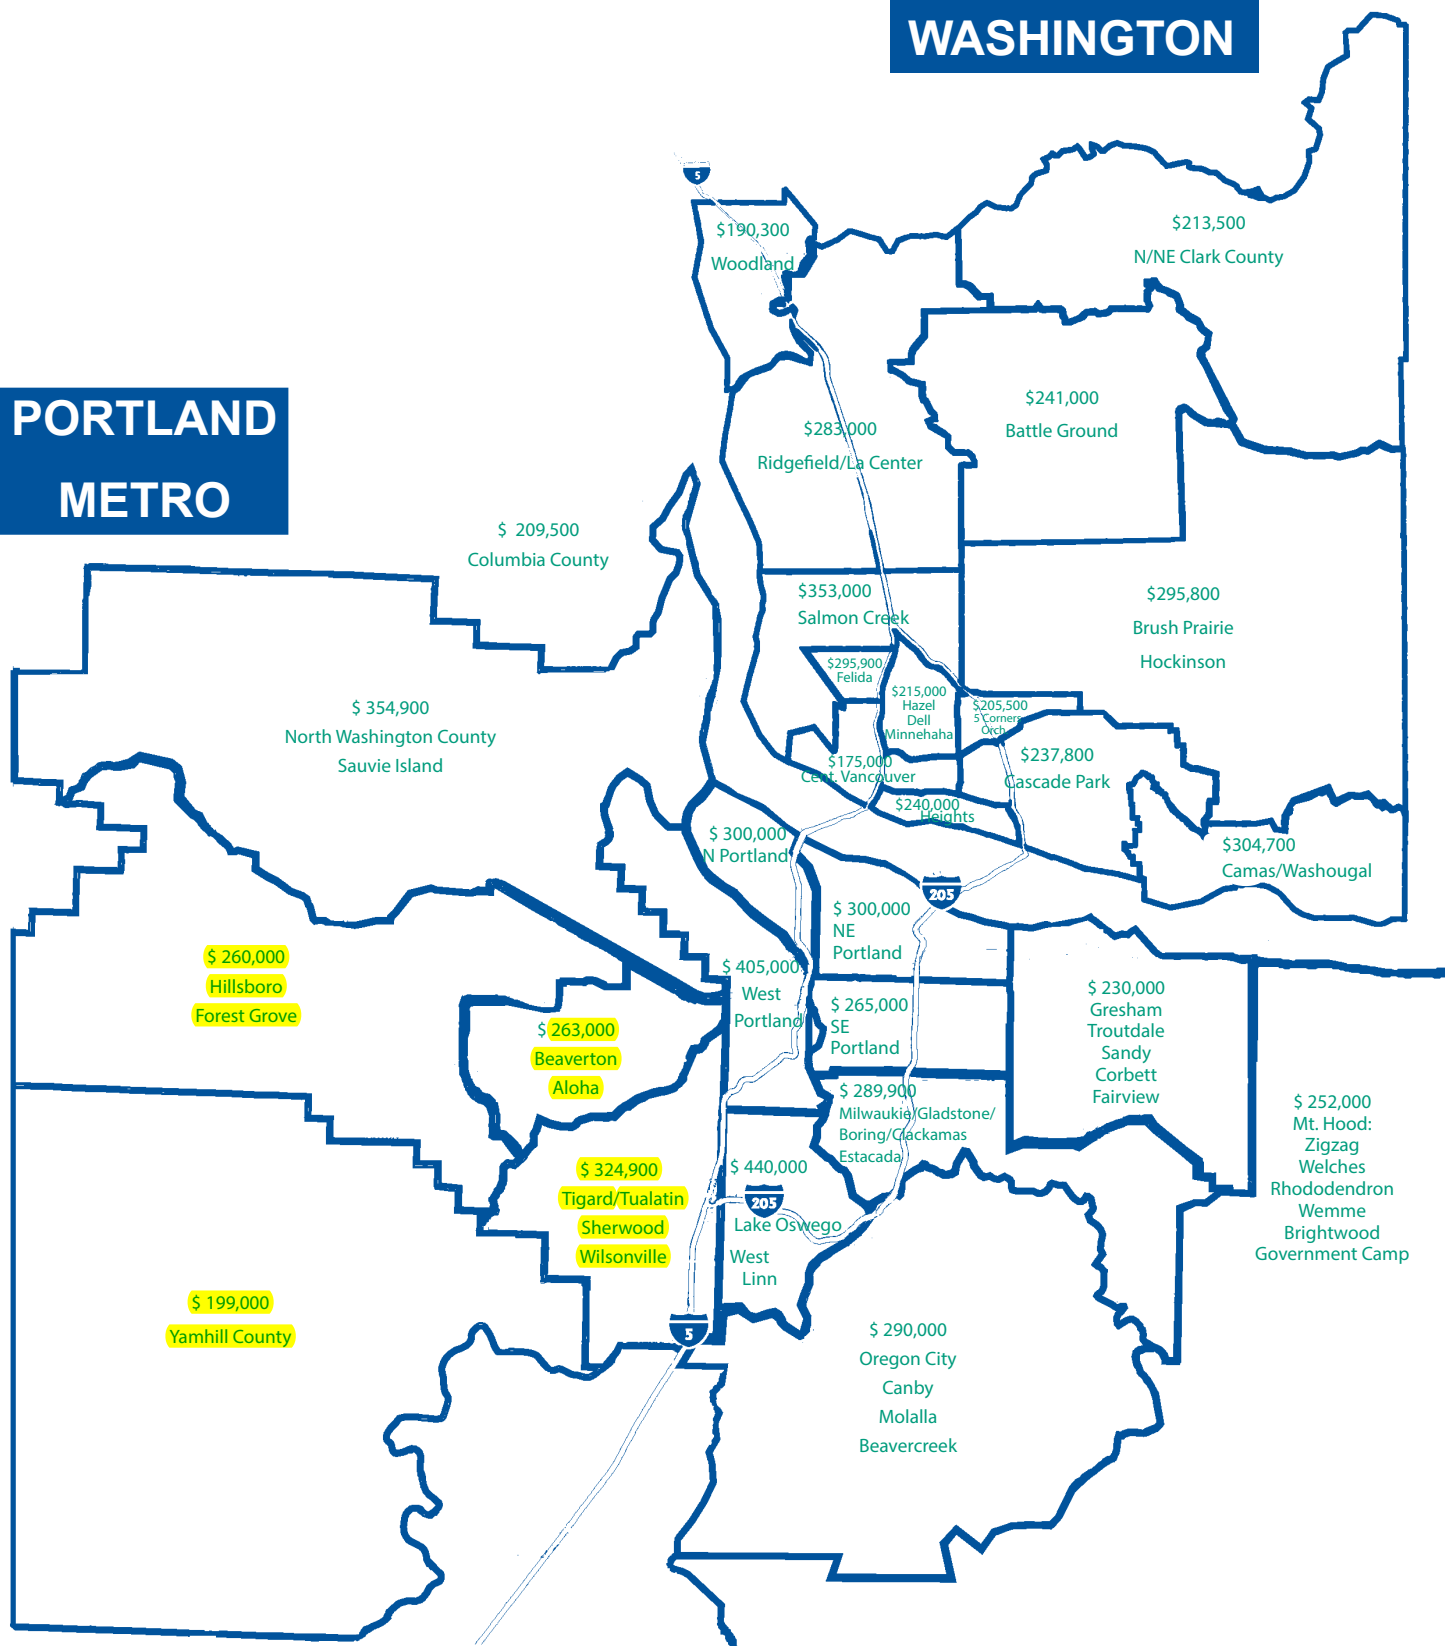 WASHINGTON
5
$190,300
Woodland
$213,500
N/NE Clark County
PORTLAND
METRO
$283,000
Ridgefield/La Center
$241,000
Battle Ground
$ 209,500
Columbia County
$353,000
Salmon Creek
$295,800
Brush Prairie
Hockinson
$295,900
Felida
$215,000
Hazel
Dell
Minnehaha
$205,500
5 Corners
Orch
$ 354,900
North Washington County
Sauvie Island
$175,000
Cent. Vancouver
$237,800
Cascade Park
$240,000
Heights
$ 300,000
N Portland
$304,700
Camas/Washougal
205
$ 300,000
NE
Portland
$ 260,000
Hillsboro
Forest Grove
$ 405,000
West
Portland
$ 265,000
SE
Portland
$ 230,000
Gresham
Troutdale
Sandy
Corbett
Fairview
$ 263,000
Beaverton
Aloha
$ 289,900
Milwaukie/Gladstone/
Boring/Clackamas
Estacada
$ 252,000
Mt. Hood:
Zigzag
Welches
Rhododendron
Wemme
Brightwood
Government Camp
$ 324,900
Tigard/Tualatin
Sherwood
Wilsonville
$ 440,000
205
Lake Oswego
West
Linn
$ 199,000
Yamhill County
5
$ 290,000
Oregon City
Canby
Molalla
Beavercreek